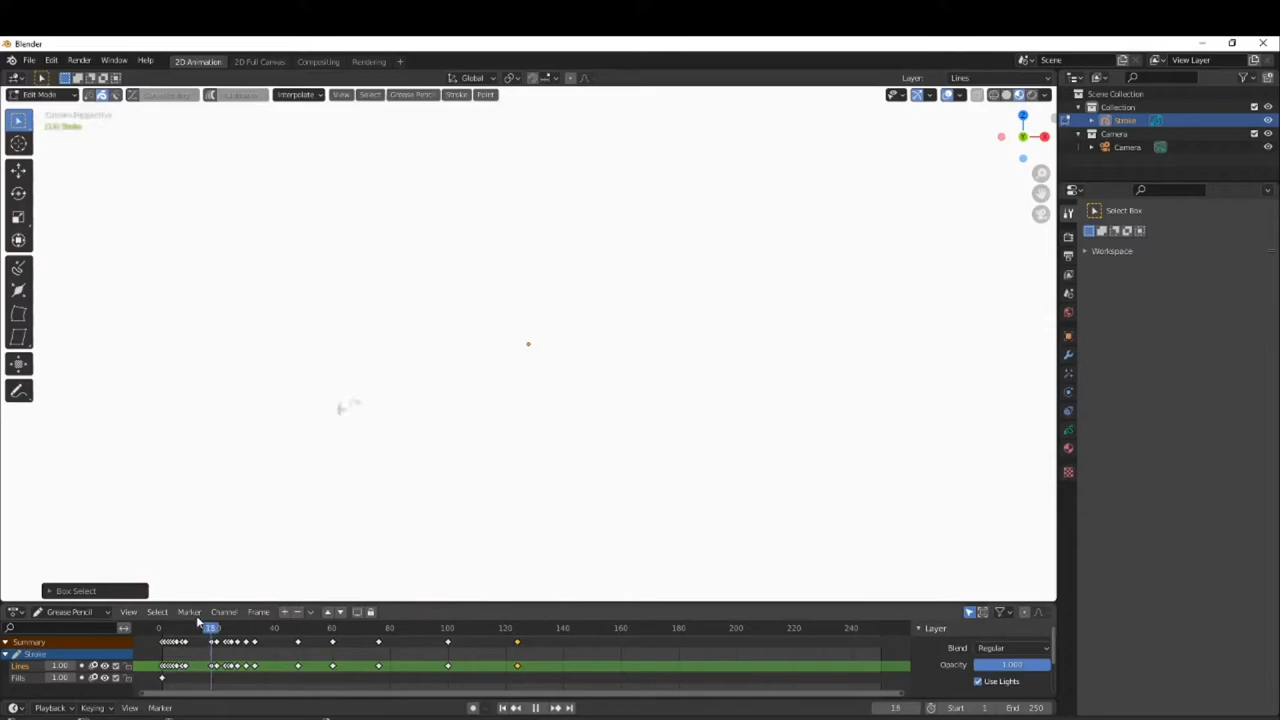 Blender
File Edit Render Window Help 2D Animation 2D Full Canvas Compositing Rendering + Scene View Layer
Global Layer: Lines
Edit Mode Interpolate View Select Grease Pencil Stroke Point
Scene Collection
Collection
Stroke
Camera
Camera
Z
Y
X
Select Box
Workspace
Box Select
Grease Pencil View Select Marker Channel Frame
0 18 40 60 80 100 120 140 160 180 200 220 240
Layer
Summary
Stroke
Blend Regular
Lines 1.00
Opacity 1.000
Fills 1.00
Use Lights
Playback Keying View Marker 18 Start 1 End 250